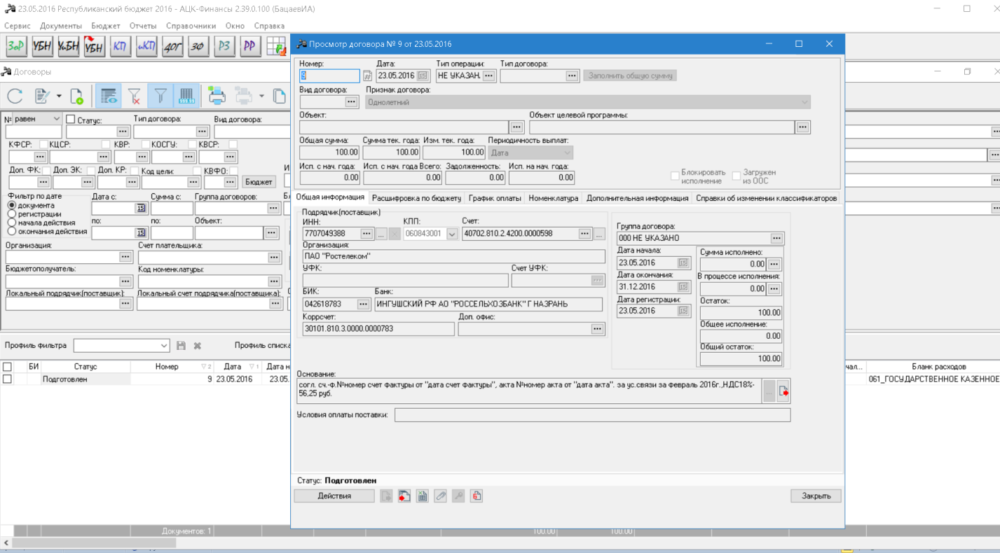 23.05.2016 Республиканский бюджет 2016 - АЦК-Финансы 2.39.0.100 (БацаевИА)
Сервис Документы Бюджет Отчеты Справочники Окно Справка
ЗоР УБН УиБН УБН КП иКП ДОГ ЗФ РЗ РР
Договоры
№ равен Статус: Тип договора: Вид договора:
КФСР: КЦСР: КВР: КОСГУ: КВСР:
Доп. ФК: Доп. ЭК: Доп. КР: Код цели: КВФО:
Бюджет
Фильтр по дате Дата с: Сумма с: Группа договоров:
документа
регистрации
начала действия по: по: Объект:
окончания действия
Организация: Счет плательщика:
Бюджетополучатель: Код номенклатуры:
Локальный подрядчик(поставщик): Локальный счет подрядчика(поставщика):
Профиль фильтра Профиль списка
БИ Статус Номер 2 Дата 1 Дата н
Подготовлен 9 23.05.2016 23.05.
Документов: 1 100.00 100.00
чал... Бланк расходов
061_ГОСУДАРСТВЕННОЕ КАЗЕННОЕ
Просмотр договора № 9 от 23.05.2016
Номер: Дата: Тип операции: Тип договора:
9 23.05.2016 НЕ УКАЗАН. Заполнить общую сумму
Вид договора: Признак договора:
Однолетний
Объект: Объект целевой программы:
Общая сумма: Сумма тек. года: Изм. тек. года: Периодичность выплат:
100.00 100.00 100.00 Дата
Исп. с нач. года: Исп. с нач. года Всего: Задолженность: Исп. на нач. года:
0.00 0.00 0.00 0.00
Блокировать исполнение Загружен из ООС
Общая информация Расшифровка по бюджету График оплаты Номенклатура Дополнительная информация Справки об изменении классификаторов
Подрядчик(поставщик)
ИНН: КПП: Счет:
7707049388 060843001 40702.810.2.4200.0000598
Организация:
ПАО "Ростелеком"
УФК: Счет УФК:
БИК: Банк:
042618783 ИНГУШСКИЙ РФ АО "РОССЕЛЬХОЗБАНК" Г НАЗРАНЬ
Коррсчет: Доп. офис:
30101.810.3.0000.0000783
Группа договора:
000 НЕ УКАЗАНО
Дата начала: Сумма исполнено:
23.05.2016 0.00
Дата окончания: В процессе исполнения:
31.12.2016 0.00
Дата регистрации: Остаток:
23.05.2016 100.00
Общее исполнение:
0.00
Общий остаток:
100.00
Основание:
согл. сч.-ф.№номер счет фактуры от "дата счет фактуры", акта №номер акта от "дата акта". за ус.связи за февраль 2016г.,НДС18%-
56,25 руб.
Условия оплаты поставки:
Статус: Подготовлен
Действия Закрыть